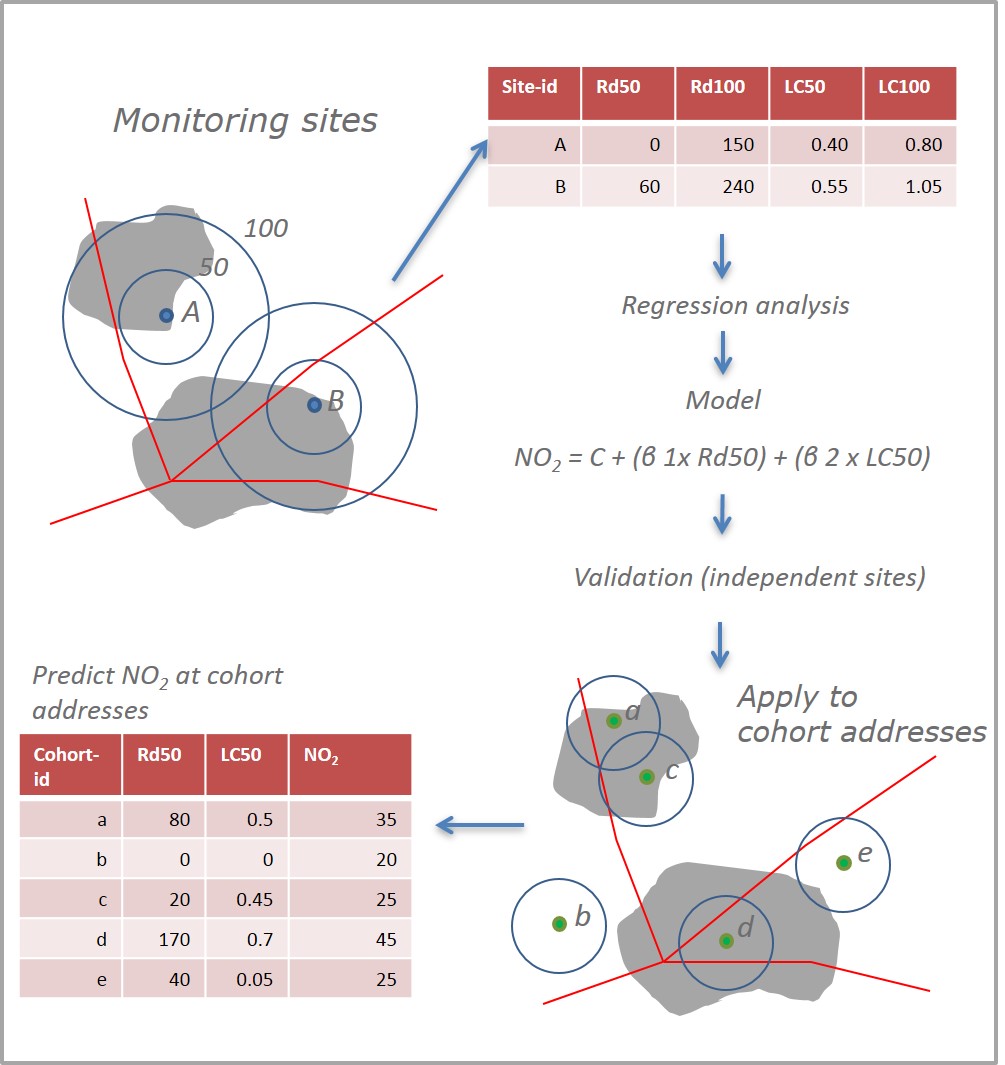 Monitoring sites
100
50
A
B
Site-id Rd50 Rd100 LC50 LC100
A 0 150 0.40 0.80
B 60 240 0.55 1.05
Regression analysis
Model
NO₂ = C + (ϐ 1x Rd50) + (ϐ 2 x LC50)
Validation (independent sites)
Apply to
cohort addresses
a
c
e
b
d
Predict NO₂ at cohort
addresses
Cohort-
id Rd50 LC50 NO₂
a 80 0.5 35
b 0 0 20
c 20 0.45 25
d 170 0.7 45
e 40 0.05 25